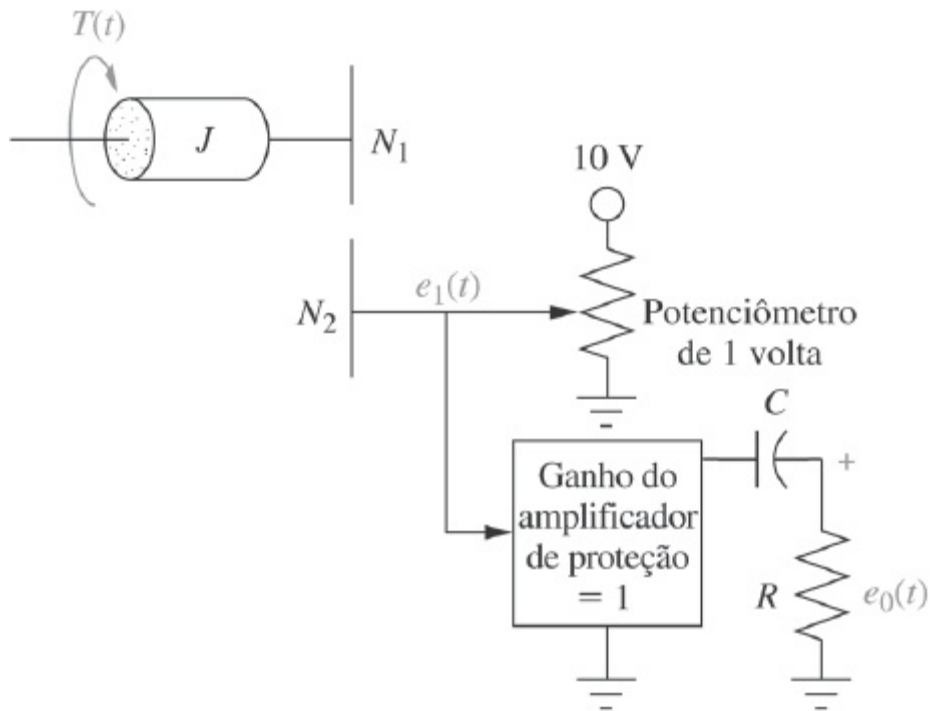 T(t)
J
N₁
10 V
N₂
e₁(t)
Potenciômetro
de 1 volta
C
+
Ganho do
amplificador
de proteção
= 1
R
e₀(t)